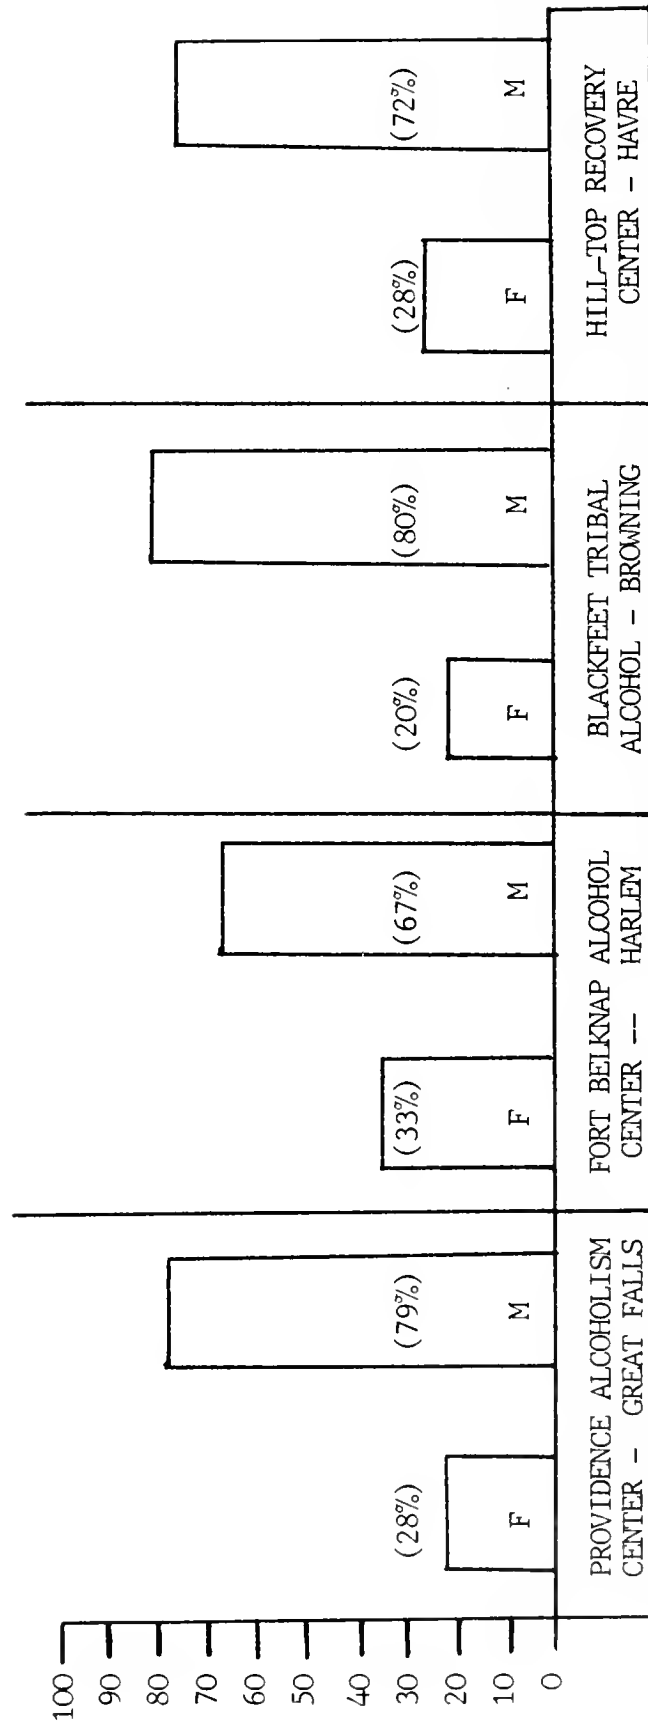 100
90
80
70
60
50
40
30
20
10
0
(28%)
F
(79%)
M
PROVIDENCE ALCOHOLISM
CENTER - GREAT FALLS
(33%)
F
(67%)
M
FORT BELKNAP ALCOHOL
CENTER -- HARLEM
(20%)
F
(80%)
M
BLACKFEET TRIBAL
ALCOHOL - BROWNING
(28%)
F
(72%)
M
HILL-TOP RECOVERY
CENTER - HAVRE